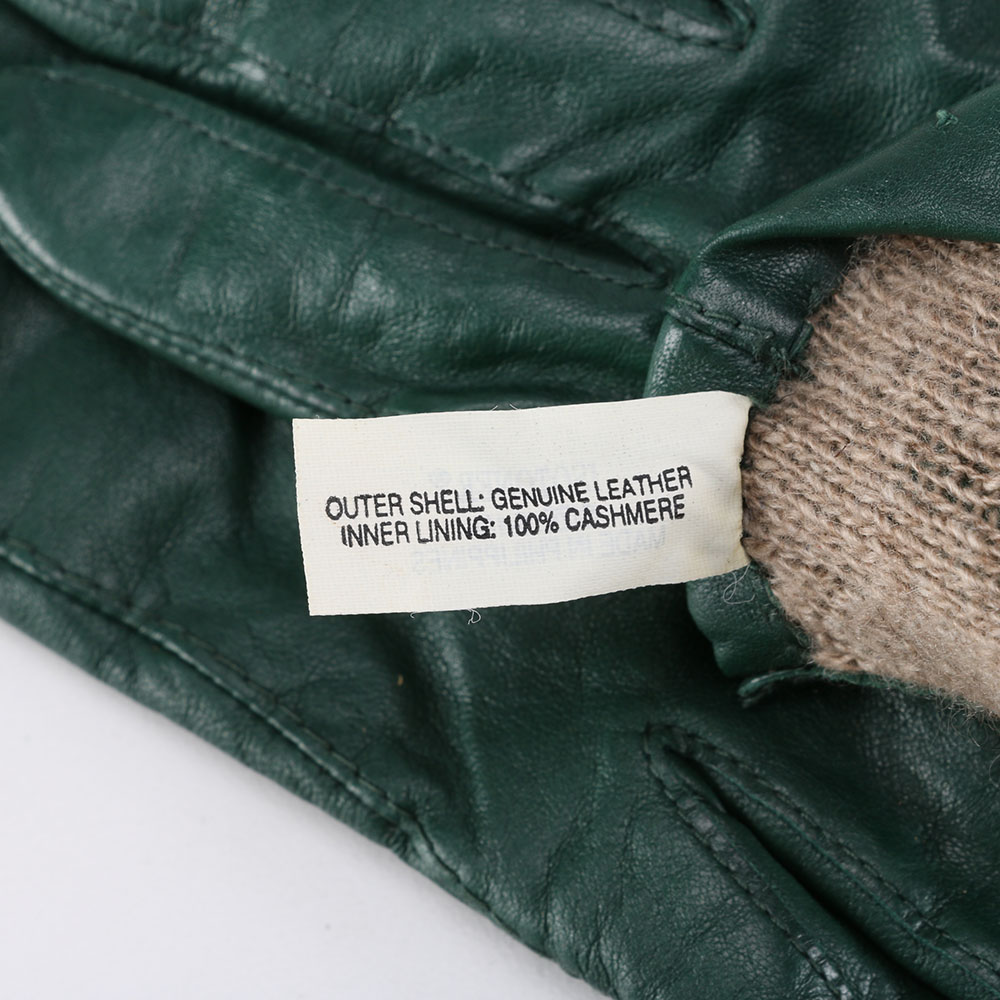 OUTER SHELL: GENUINE LEATHER
INNER LINING: 100% CASHMERE